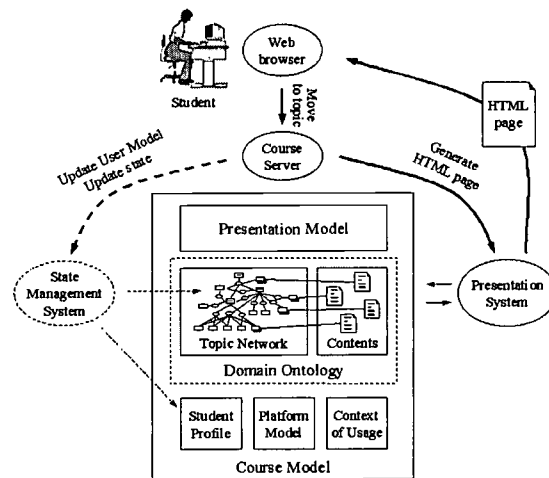 Web
browser
Student
Move
to topic
HTML
page
Course
Server
Update User Model
Update state
Generate
HTML page
Presentation Model
State
Management
System
Presentation
System
Topic Network
Contents
Domain Ontology
Student
Profile
Platform
Model
Context
of Usage
Course Model